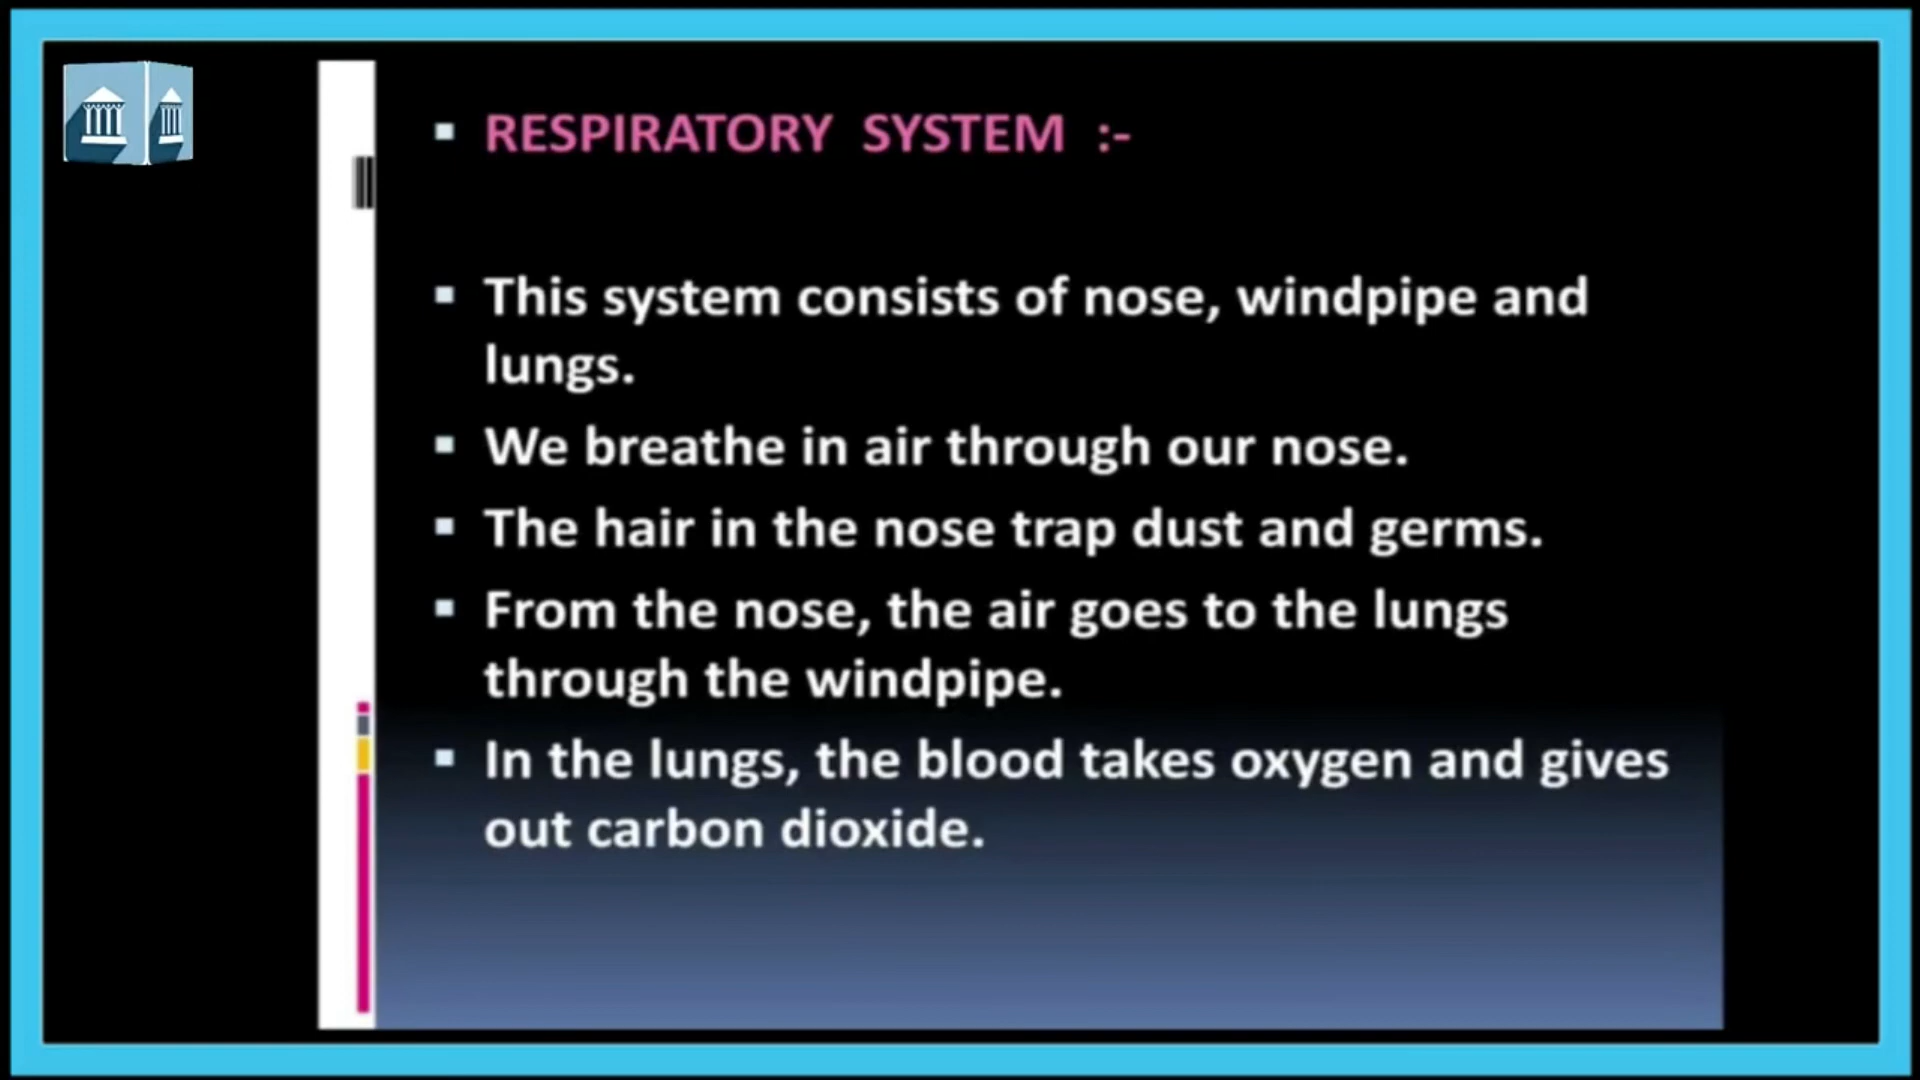 RESPIRATORY SYSTEM :-
This system consists of nose, windpipe and
lungs.
We breathe in air through our nose.
The hair in the nose trap dust and germs.
From the nose, the air goes to the lungs
through the windpipe.
In the lungs, the blood takes oxygen and gives
out carbon dioxide.